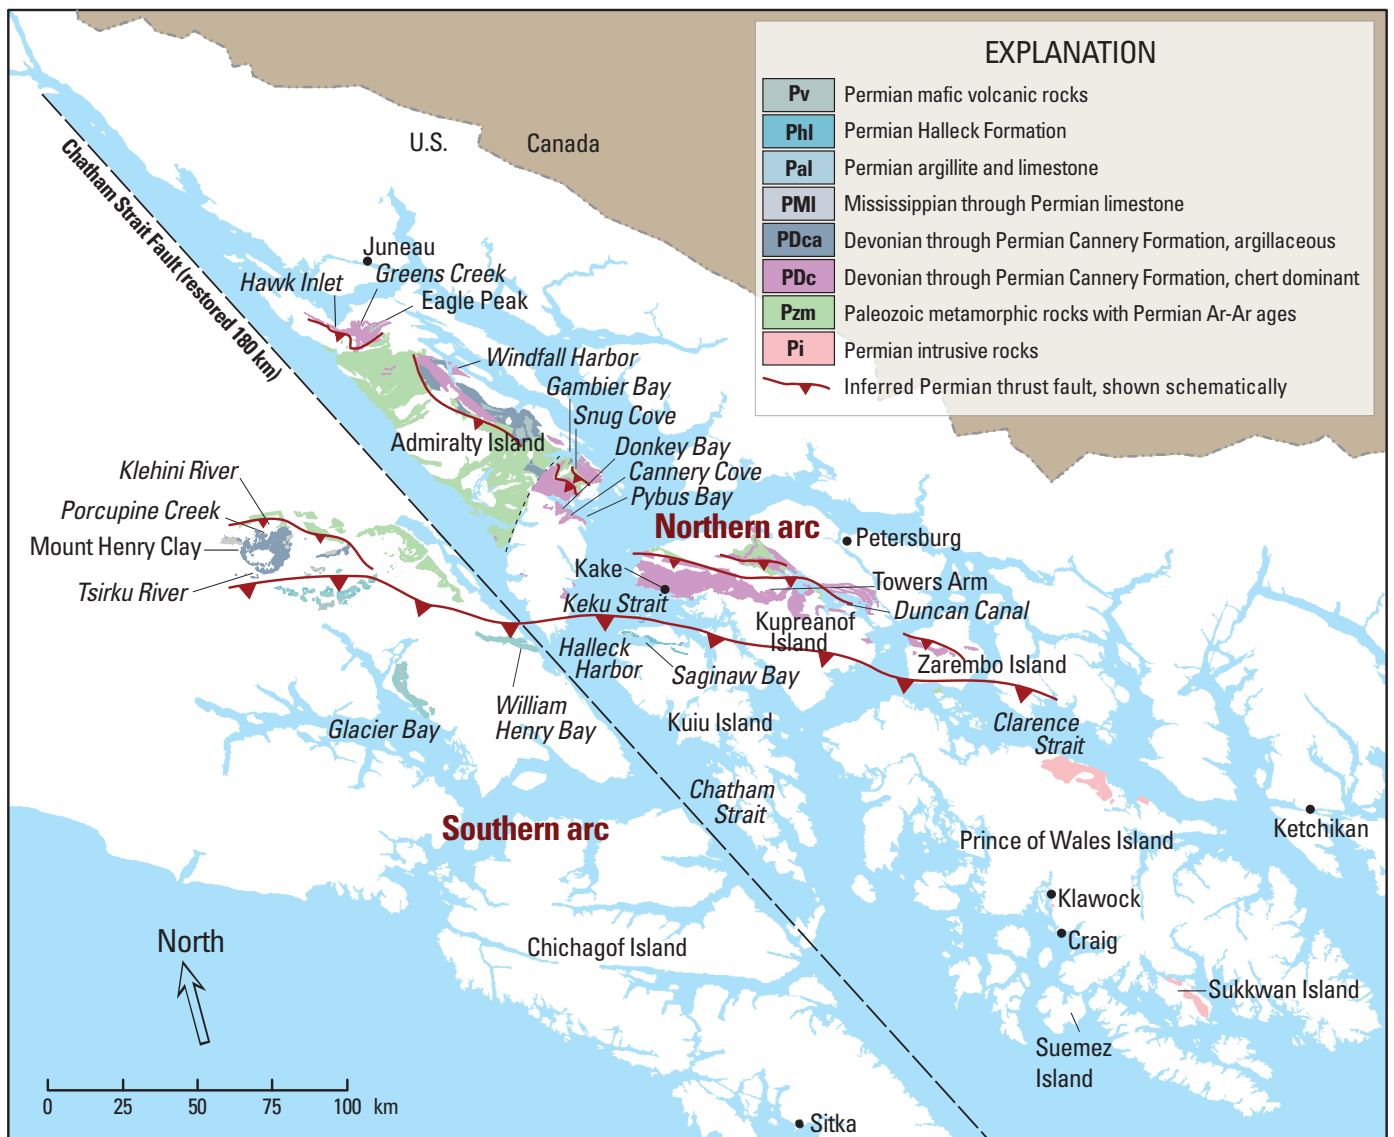 EXPLANATION
Pv Permian mafic volcanic rocks
Phl Permian Halleck Formation
Pal Permian argillite and limestone
PMl Mississippian through Permian limestone
PDca Devonian through Permian Cannery Formation, argillaceous
PDc Devonian through Permian Cannery Formation, chert dominant
Pzm Paleozoic metamorphic rocks with Permian Ar-Ar ages
Pi Permian intrusive rocks
Inferred Permian thrust fault, shown schematically
U.S.
Canada
Chatham Strait Fault (restored 180 km)
Juneau
Greens Creek
Hawk Inlet
Eagle Peak
Windfall Harbor
Gambier Bay
Snug Cove
Admiralty Island
Donkey Bay
Cannery Cove
Pybus Bay
Klehini River
Porcupine Creek
Mount Henry Clay
Tsirku River
Northern arc
Petersburg
Kake
Towers Arm
Keku Strait
Duncan Canal
Kupreanof
Island
Halleck
Harbor
Zarembo Island
Saginaw Bay
William
Henry Bay
Glacier Bay
Kuiu Island
Clarence
Strait
Chatham
Strait
Southern arc
Ketchikan
Prince of Wales Island
Klawock
Craig
Chichagof Island
North
Sukkwan Island
Suemez
Island
0 25 50 75 100 km
Sitka